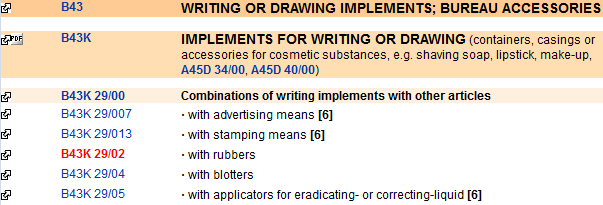 B43 WRITING OR DRAWING IMPLEMENTS; BUREAU ACCESSORIES
PDF B43K IMPLEMENTS FOR WRITING OR DRAWING (containers, casings or
accessories for cosmetic substances, e.g. shaving soap, lipstick, make-up,
A45D 34/00, A45D 40/00)
B43K 29/00 Combinations of writing implements with other articles
B43K 29/007 · with advertising means [6]
B43K 29/013 · with stamping means [6]
B43K 29/02 · with rubbers
B43K 29/04 · with blotters
B43K 29/05 · with applicators for eradicating- or correcting-liquid [6]